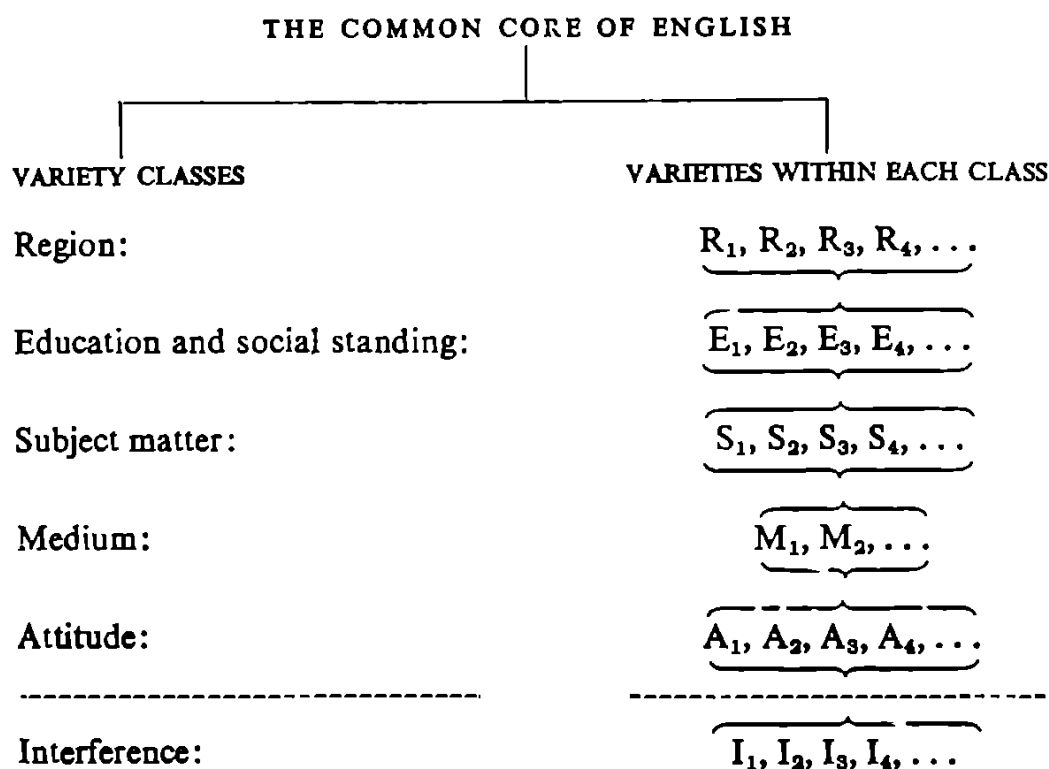 THE COMMON CORE OF ENGLISH
VARIETY CLASSES VARIETIES WITHIN EACH CLASS
Region: R₁, R₂, R₃, R₄, ...
Education and social standing: E₁, E₂, E₃, E₄, ...
Subject matter: S₁, S₂, S₃, S₄, ...
Medium: M₁, M₂, ...
Attitude: A₁, A₂, A₃, A₄, ...
Interference: I₁, I₂, I₃, I₄, ...